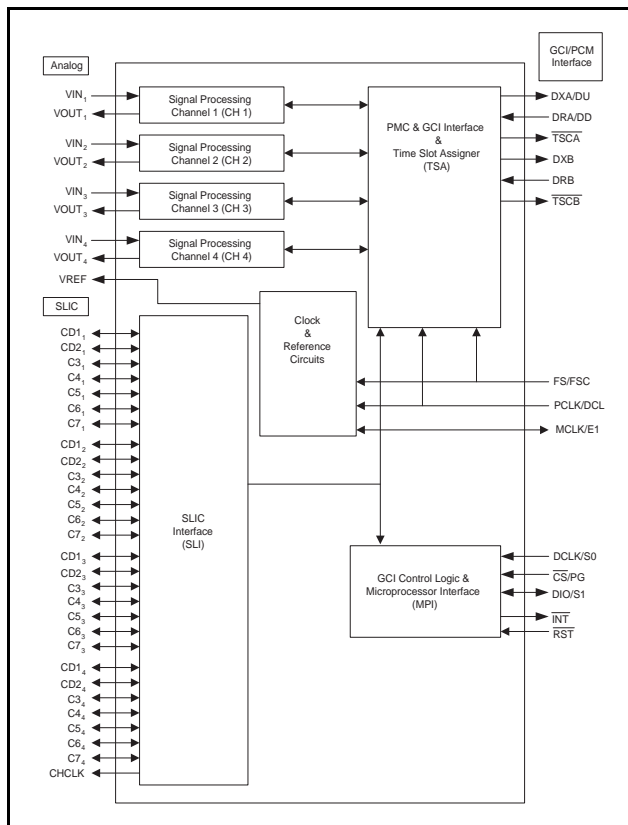 Analog
GCI/PCM
Interface
VIN1
VOUT1
Signal Processing
Channel 1 (CH 1)
VIN2
VOUT2
Signal Processing
Channel 2 (CH 2)
VIN3
VOUT3
Signal Processing
Channel 3 (CH 3)
VIN4
VOUT4
Signal Processing
Channel 4 (CH 4)
VREF
PMC & GCI Interface
&
Time Slot Assigner
(TSA)
DXA/DU
DRA/DD
TSCA
DXB
DRB
TSCB
SLIC
Clock
&
Reference
Circuits
FS/FSC
PCLK/DCL
MCLK/E1
CD11
CD21
C31
C41
C51
C61
C71
CD12
CD22
C32
C42
C52
C62
C72
CD13
CD23
C33
C43
C53
C63
C73
CD14
CD24
C34
C44
C54
C64
C74
CHCLK
SLIC
Interface
(SLI)
GCI Control Logic &
Microprocessor Interface
(MPI)
DCLK/S0
CS/PG
DIO/S1
INT
RST